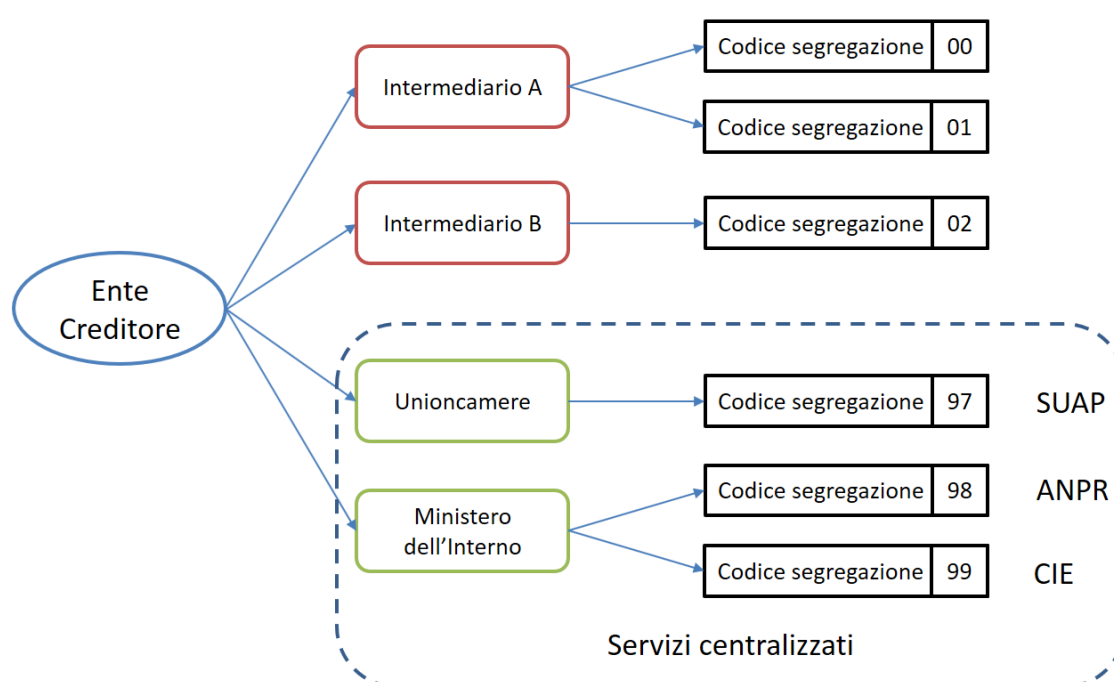 Codice segregazione 00
Intermediario A
Codice segregazione 01
Intermediario B
Codice segregazione 02
Ente
Creditore
Unioncamere
Codice segregazione 97
SUAP
Ministero
dell'Interno
Codice segregazione 98
ANPR
Codice segregazione 99
CIE
Servizi centralizzati